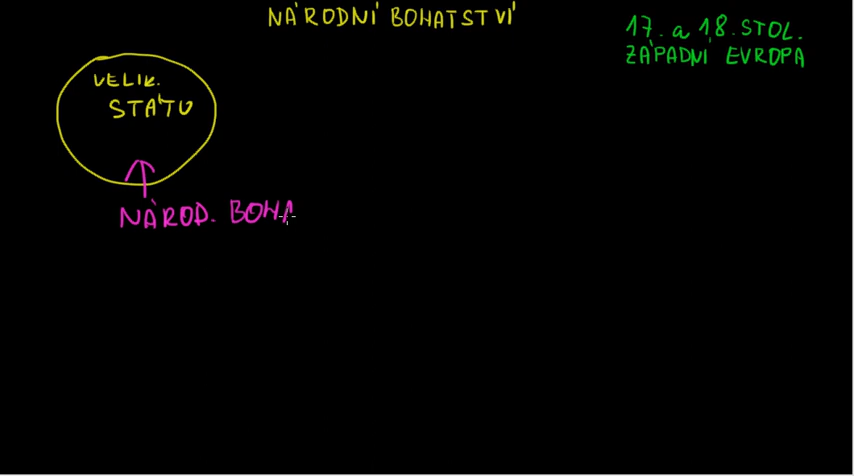 NÁRODNÍ BOHATSTVÍ
17. a 18. STOL.
ZÁPADNÍ EVROPA
VELIK.
STÁTU
NÁROD. BOHA